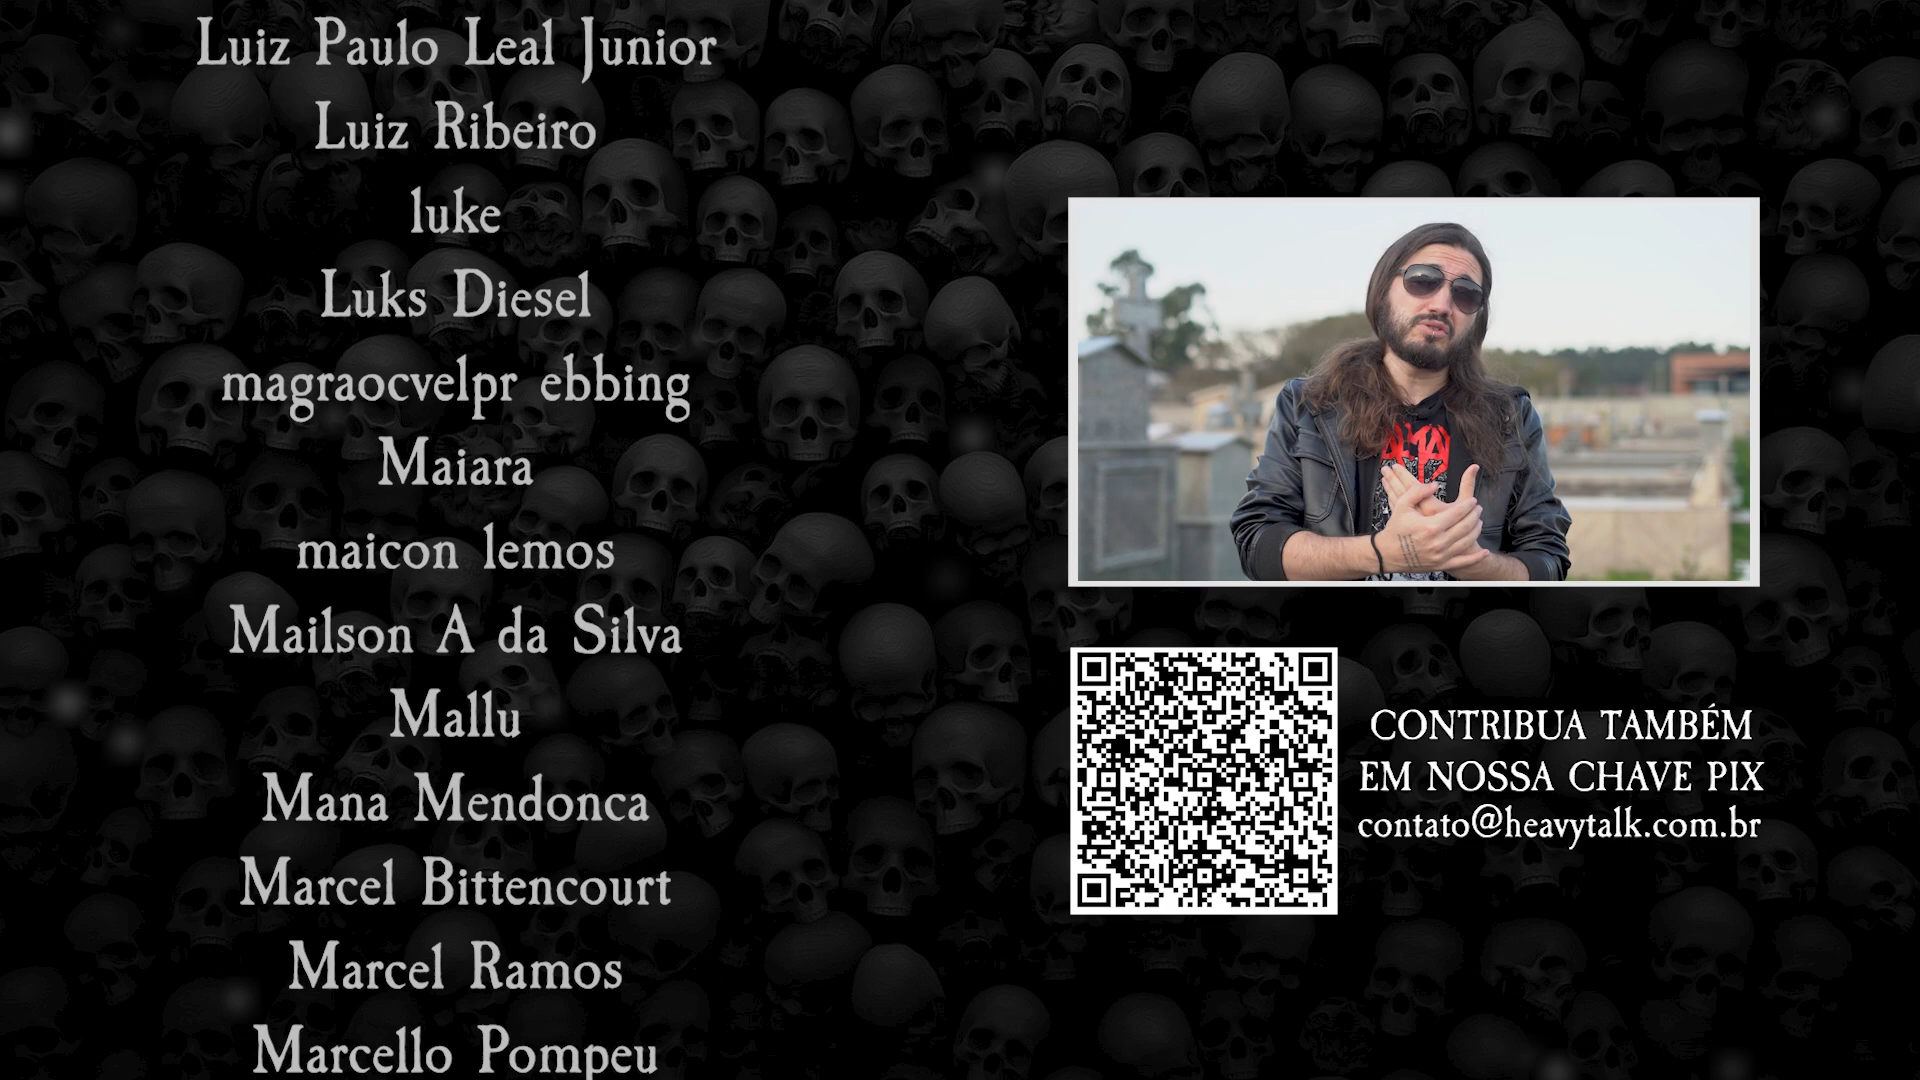 Luiz Paulo Leal Junior
Luiz Ribeiro
luke
Luks Diesel
magraocvelpr ebbing
Maiara
maicon lemos
Mailson A da Silva
Mallu
Mana Mendonca
Marcel Bittencourt
Marcel Ramos
Marcello Pompeu
CONTRIBUA TAMBÉM
EM NOSSA CHAVE PIX
contato@heavytalk.com.br